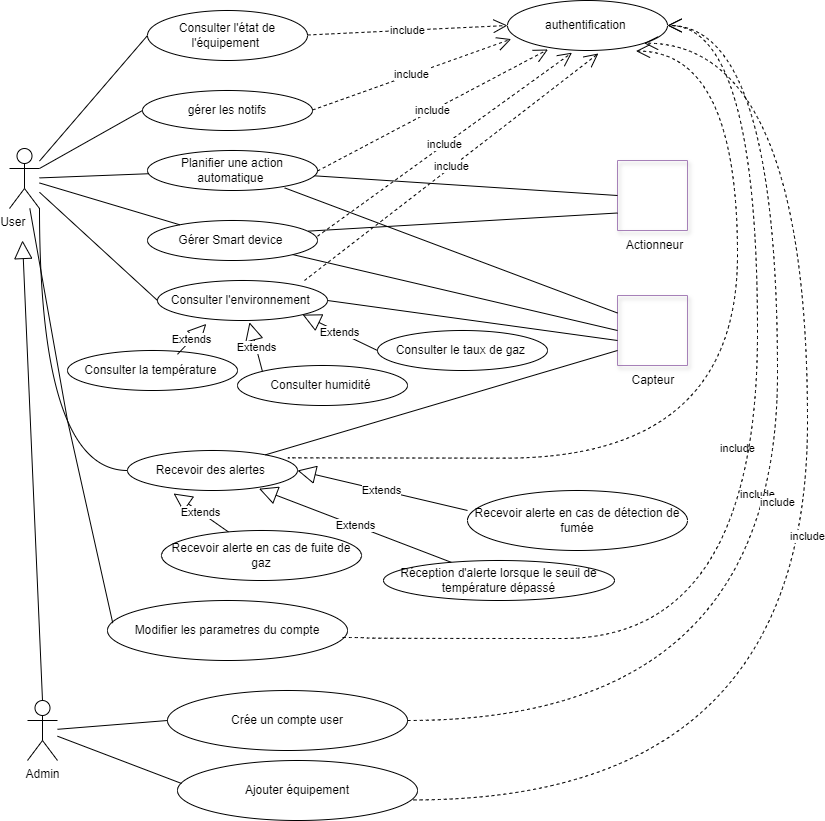 authentification
Consulter l'état de
l'équipement
include
include
gérer les notifs
include
Planifier une action
automatique
include
include
User
Gérer Smart device
Actionneur
Consulter l'environnement
Extends
Extends
Extends
Consulter le taux de gaz
Consulter la température
Consulter humidité
Capteur
include
Recevoir des alertes
Extends
include
include
Extends
Recevoir alerte en cas de détection de
fumée
Extends
include
Recevoir alerte en cas de fuite de
gaz
Réception d'alerte lorsque le seuil de
température dépassé
Modifier les parametres du compte
Crée un compte user
Admin
Ajouter équipement